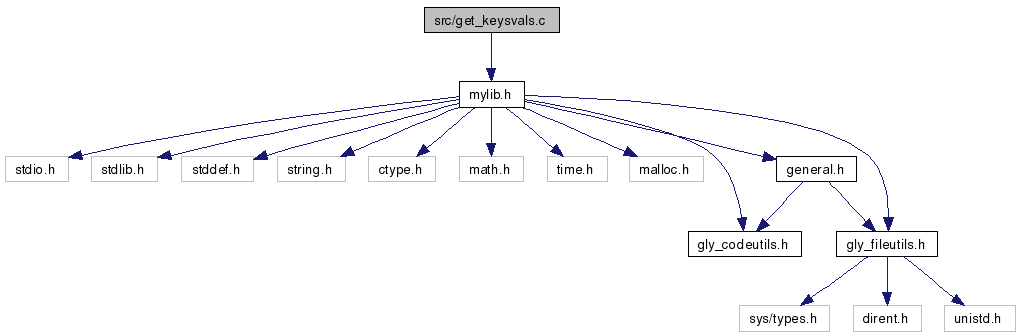 src/get_keysvals.c
mylib.h
stdio.h
stdlib.h
stddef.h
string.h
ctype.h
math.h
time.h
malloc.h
general.h
gly_codeutils.h
gly_fileutils.h
sys/types.h
dirent.h
unistd.h